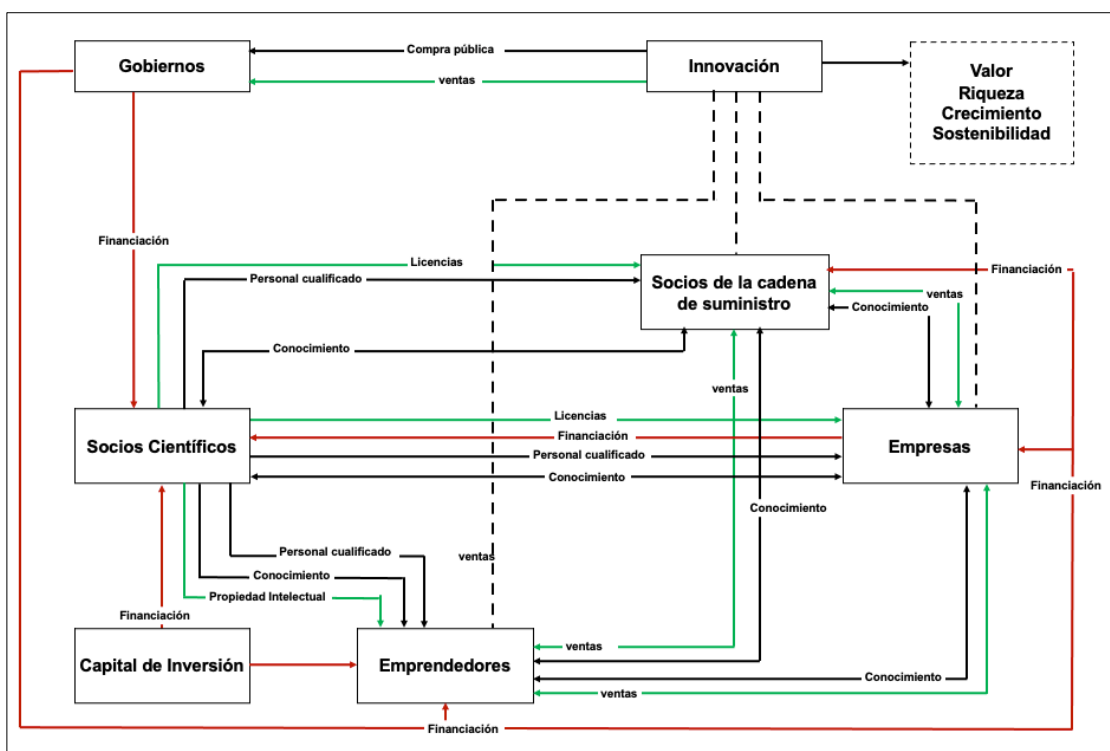 Compra pública
Gobiernos
Innovación
ventas
Valor
Riqueza
Crecimiento
Sostenibilidad
Financiación
Licencias
Personal cualificado
Socios de la cadena
de suministro
Financiación
ventas
Conocimiento
Conocimiento
ventas
Licencias
Socios Científicos
Financiación
Empresas
Personal cualificado
Conocimiento
Financiación
Conocimiento
Personal cualificado
ventas
Conocimiento
Propiedad Intelectual
Financiación
Capital de Inversión
Emprendedores
ventas
Conocimiento
ventas
Financiación